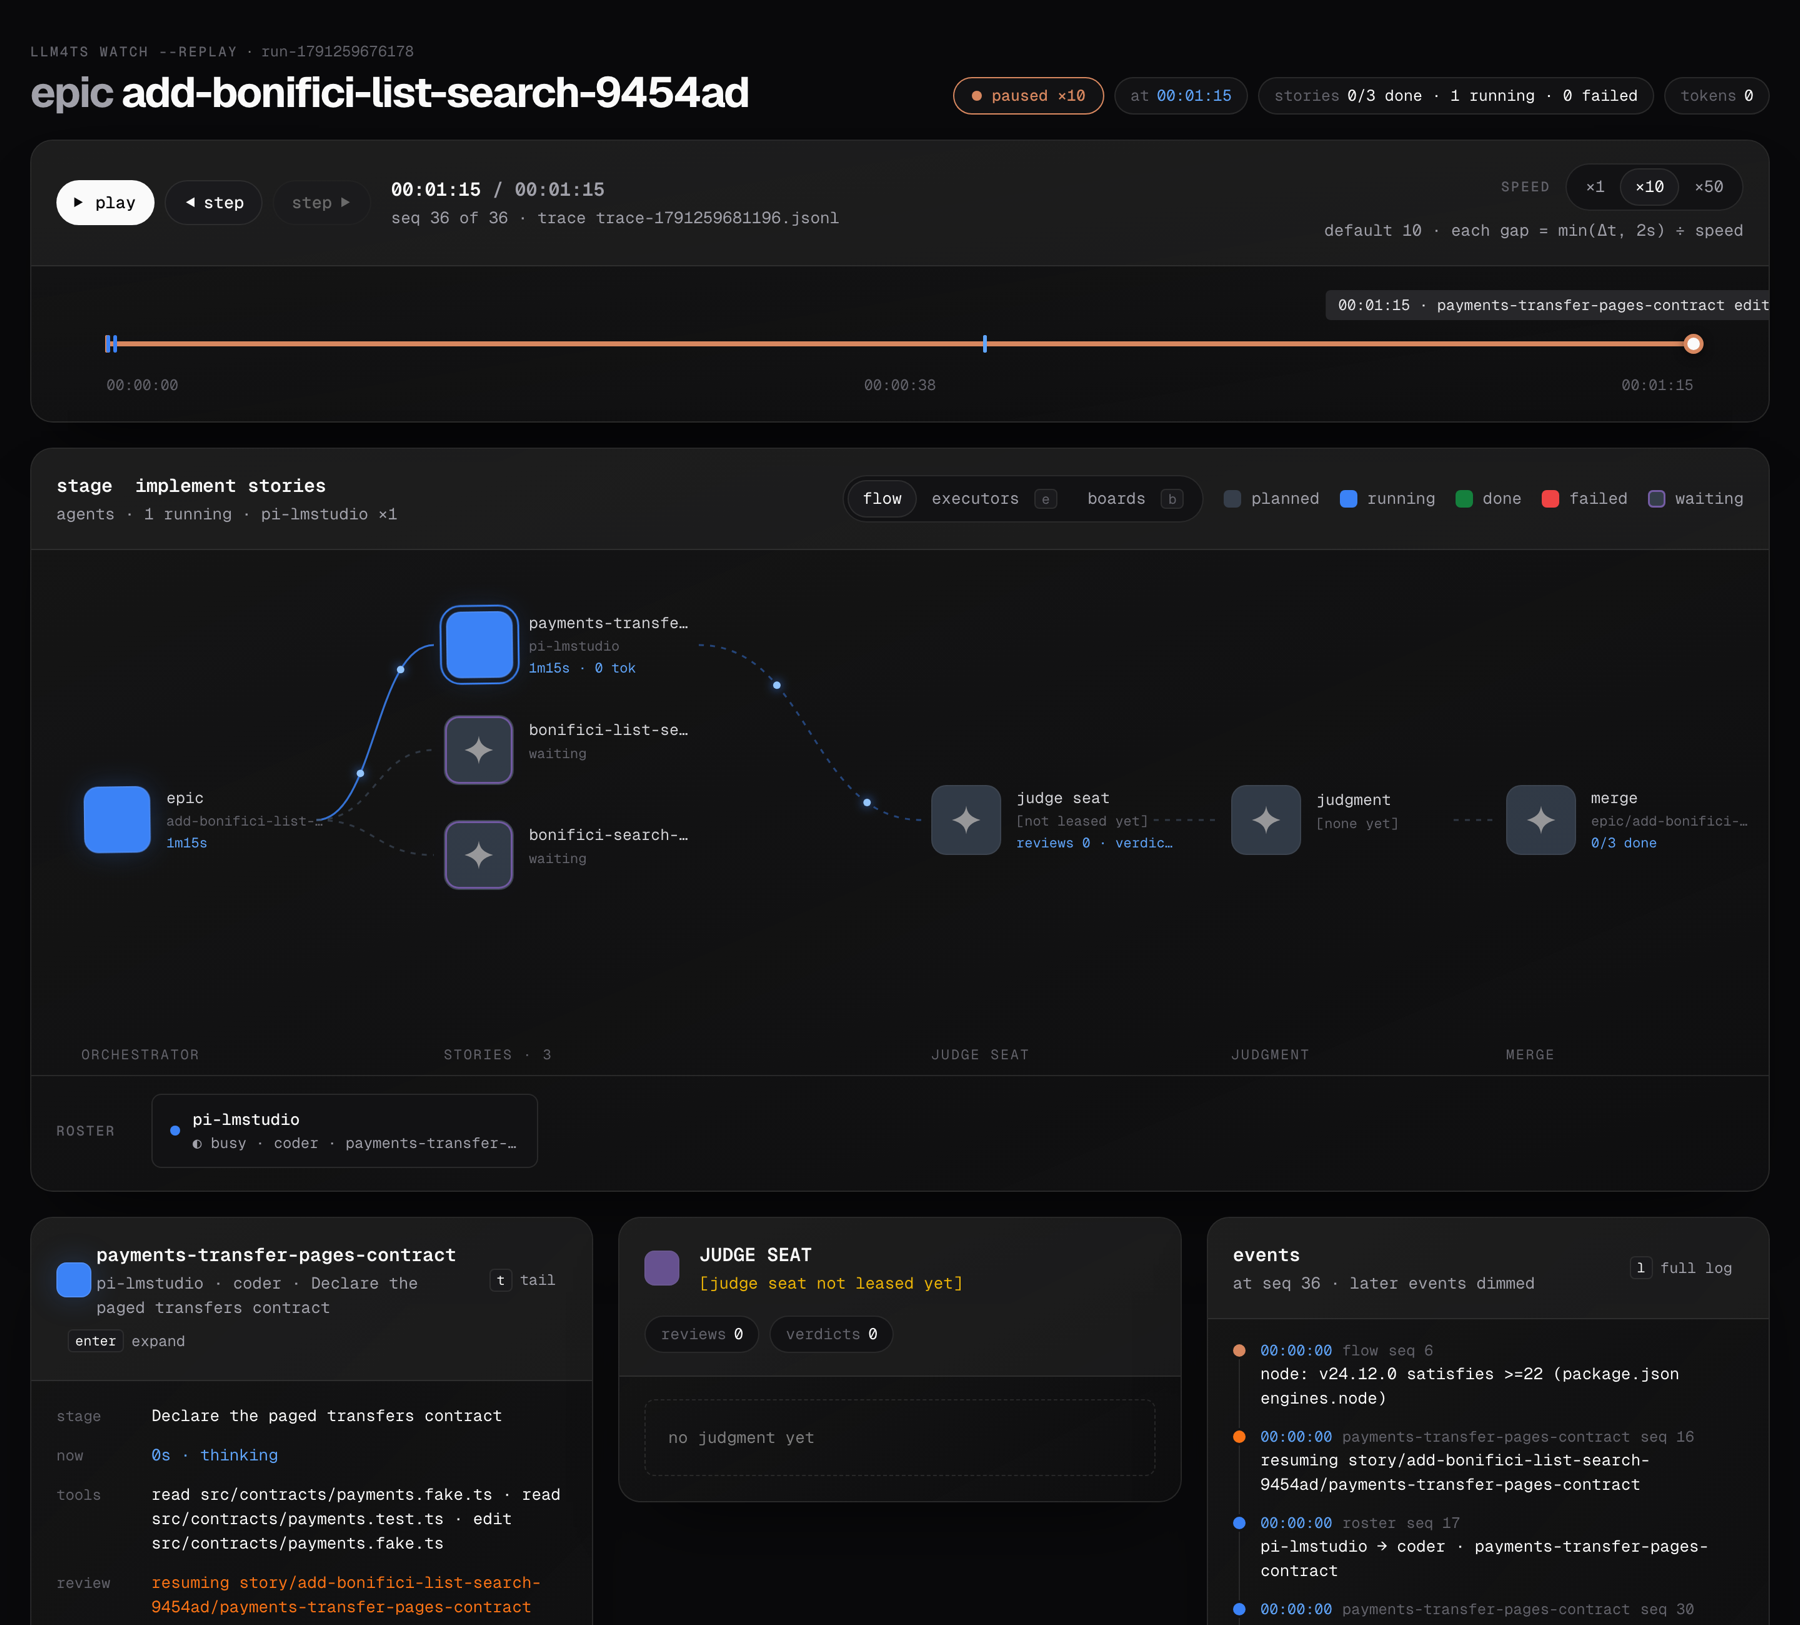 LLM4TS WATCH --REPLAY · run-1791259676178
epic add-bonifici-list-search-9454ad
paused ×10
at 00:01:15
stories 0/3 done · 1 running · 0 failed
tokens 0
play
step
step
00:01:15 / 00:01:15
seq 36 of 36 · trace trace-1791259681196.jsonl
SPEED ×1 ×10 ×50
default 10 · each gap = min(Δt, 2s) ÷ speed
00:01:15 · payments-transfer-pages-contract edit
00:00:00
00:00:38
00:01:15
stage implement stories
agents · 1 running · pi-lmstudio ×1
flow executors e boards b
planned running done failed waiting
payments-transfe…
pi-lmstudio
1m15s · 0 tok
bonifici-list-se…
waiting
bonifici-search-…
waiting
epic
add-bonifici-list-…
1m15s
judge seat
[not leased yet]
reviews 0 · verdic…
judgment
[none yet]
merge
epic/add-bonifici-…
0/3 done
ORCHESTRATOR
STORIES · 3
JUDGE SEAT
JUDGMENT
MERGE
ROSTER
pi-lmstudio
◐ busy · coder · payments-transfer-…
payments-transfer-pages-contract
pi-lmstudio · coder · Declare the
paged transfers contract
t tail
enter expand
stage Declare the paged transfers contract
now 0s · thinking
tools read src/contracts/payments.fake.ts · read
src/contracts/payments.test.ts · edit
src/contracts/payments.fake.ts
review resuming story/add-bonifici-list-search-
9454ad/payments-transfer-pages-contract
JUDGE SEAT
[judge seat not leased yet]
reviews 0
verdicts 0
no judgment yet
events
at seq 36 · later events dimmed
l full log
00:00:00 flow seq 6
node: v24.12.0 satisfies >=22 (package.json
engines.node)
00:00:00 payments-transfer-pages-contract seq 16
resuming story/add-bonifici-list-search-
9454ad/payments-transfer-pages-contract
00:00:00 roster seq 17
pi-lmstudio → coder · payments-transfer-pages-
contract
00:00:00 payments-transfer-pages-contract seq 30